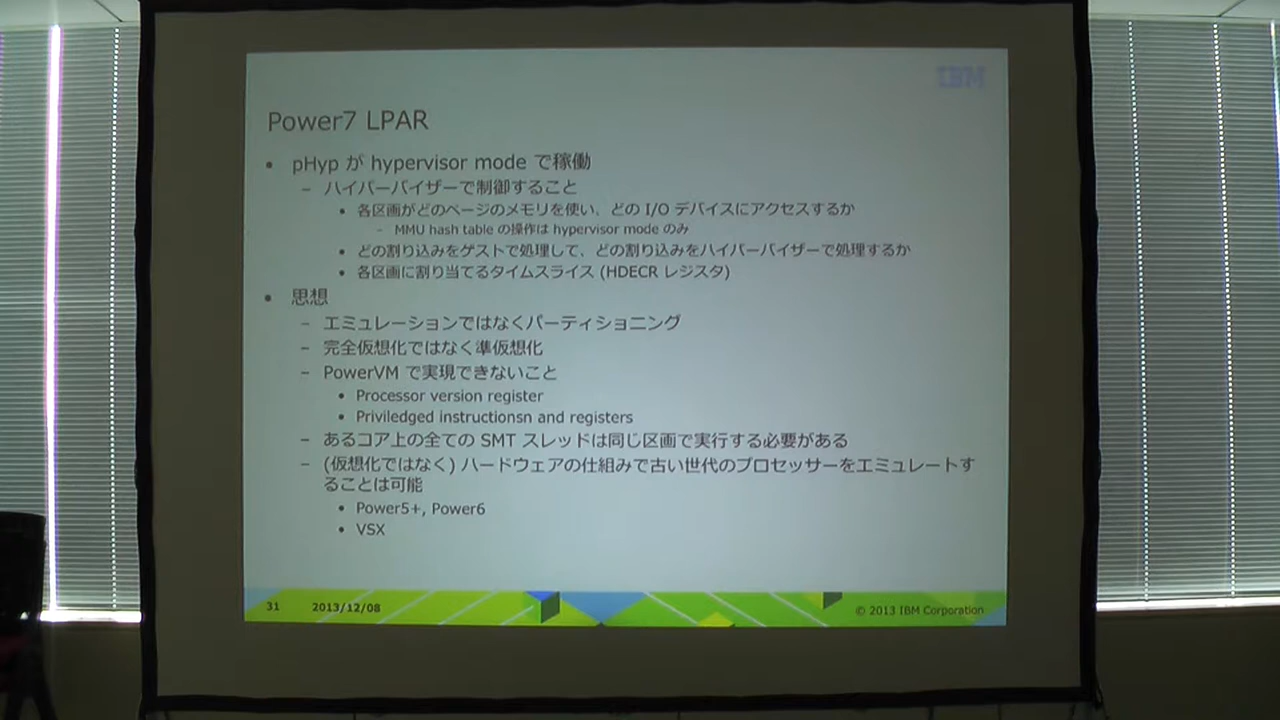 IBM
Power7 LPAR
• pHyp が hypervisor mode で稼働
– ハイパーバイザーで制御すること
• 各区画がどのページのメモリを使い、どの I/O デバイスにアクセスするか
– MMU hash table の操作は hypervisor mode のみ
• どの割り込みをゲストで処理して、どの割り込みをハイパーバイザーで処理するか
• 各区画に割り当てるタイムスライス (HDECR レジスタ)
• 思想
– エミュレーションではなくパーティショニング
– 完全仮想化ではなく準仮想化
– PowerVM で実現できないこと
• Processor version register
• Priviledged instructionsn and registers
– あるコア上の全ての SMT スレッドは同じ区画で実行する必要がある
– (仮想化ではなく) ハードウェアの仕組みで古い世代のプロセッサーをエミュレートす
ることは可能
• Power5+, Power6
• VSX
31 2013/12/08 © 2013 IBM Corporation